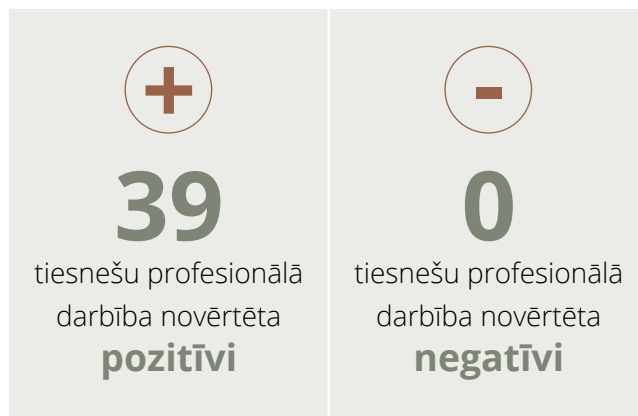 +
39
tiesnešu profesionālā
darbība novērtēta
pozitīvi
-
0
tiesnešu profesionālā
darbība novērtēta
negatīvi